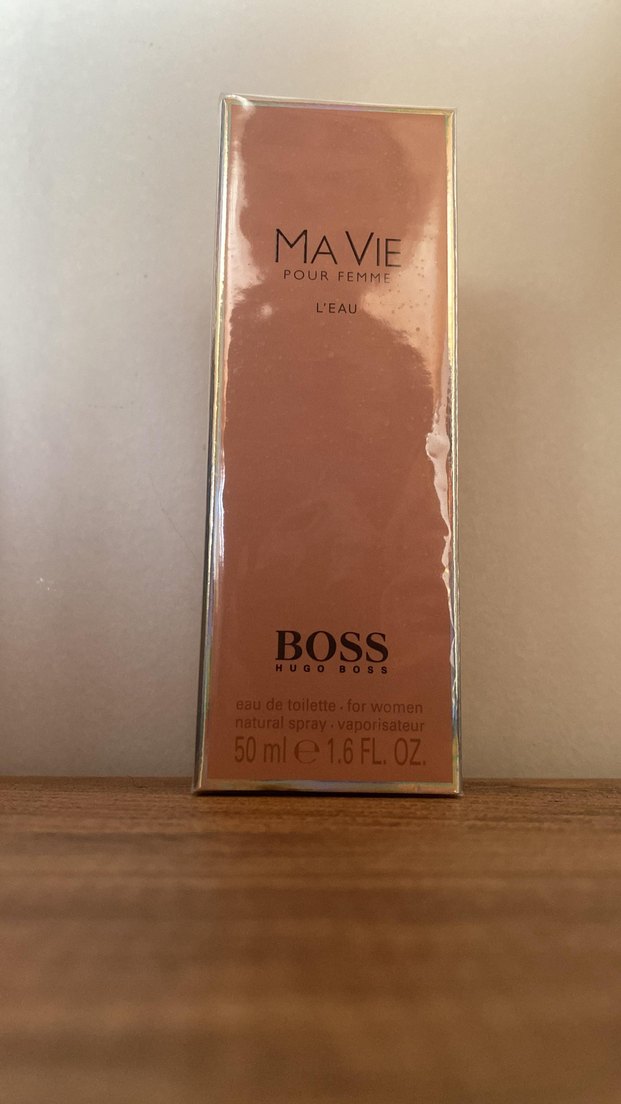 MA VIE
POUR FEMME
L'EAU
BOSS
HUGO BOSS
eau de toilette · for women
natural spray · vaporisateur
50 ml ℮ 1.6 FL. OZ.